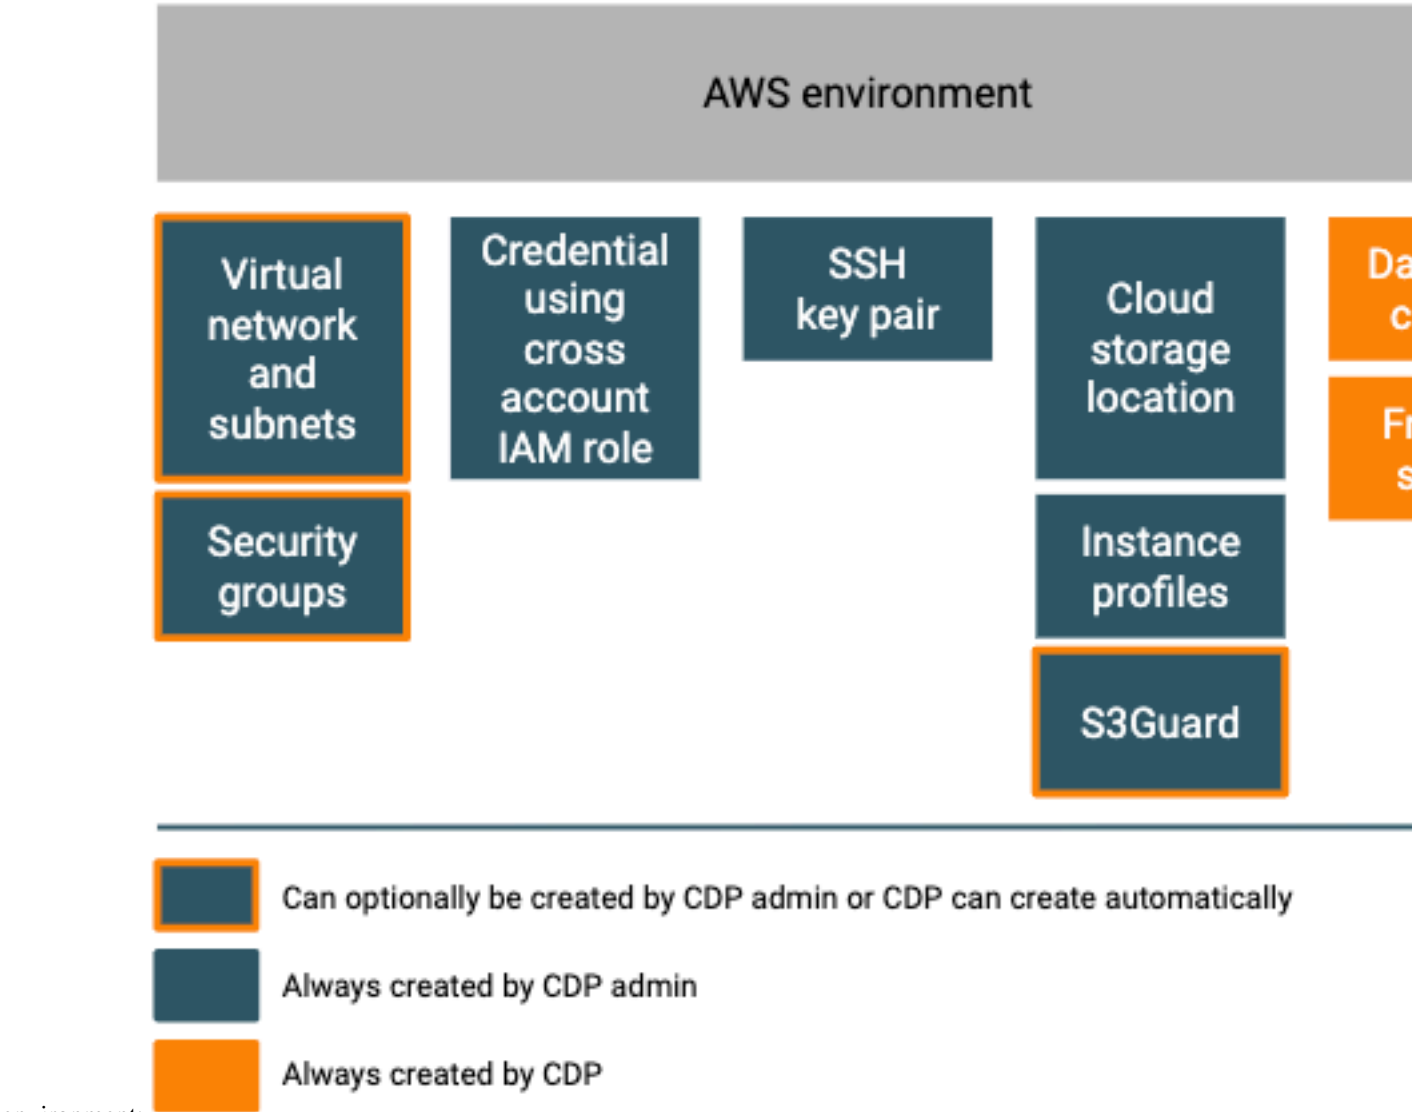 AWS environment
Virtual
network
and
subnets
Security
groups
Credential
using
cross
account
IAM role
SSH
key pair
Cloud
storage
location
Instance
profiles
S3Guard
Can optionally be created by CDP admin or CDP can create automatically
Always created by CDP admin
Always created by CDP